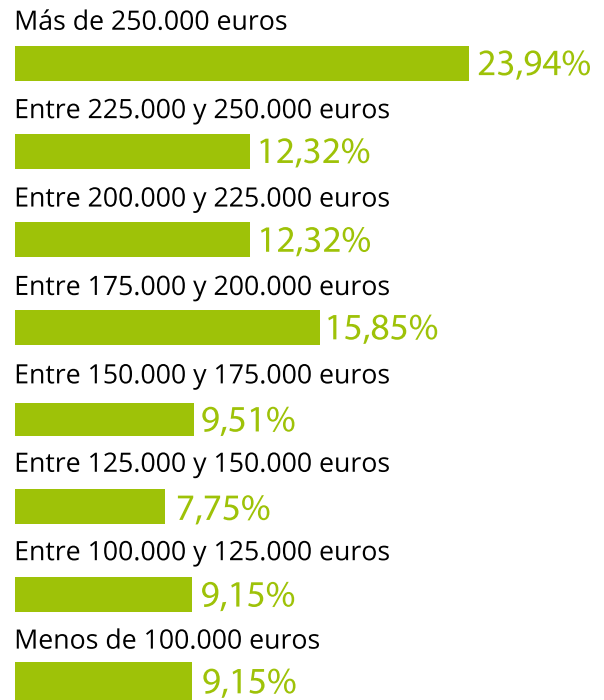 Más de 250.000 euros
23,94%
Entre 225.000 y 250.000 euros
12,32%
Entre 200.000 y 225.000 euros
12,32%
Entre 175.000 y 200.000 euros
15,85%
Entre 150.000 y 175.000 euros
9,51%
Entre 125.000 y 150.000 euros
7,75%
Entre 100.000 y 125.000 euros
9,15%
Menos de 100.000 euros
9,15%